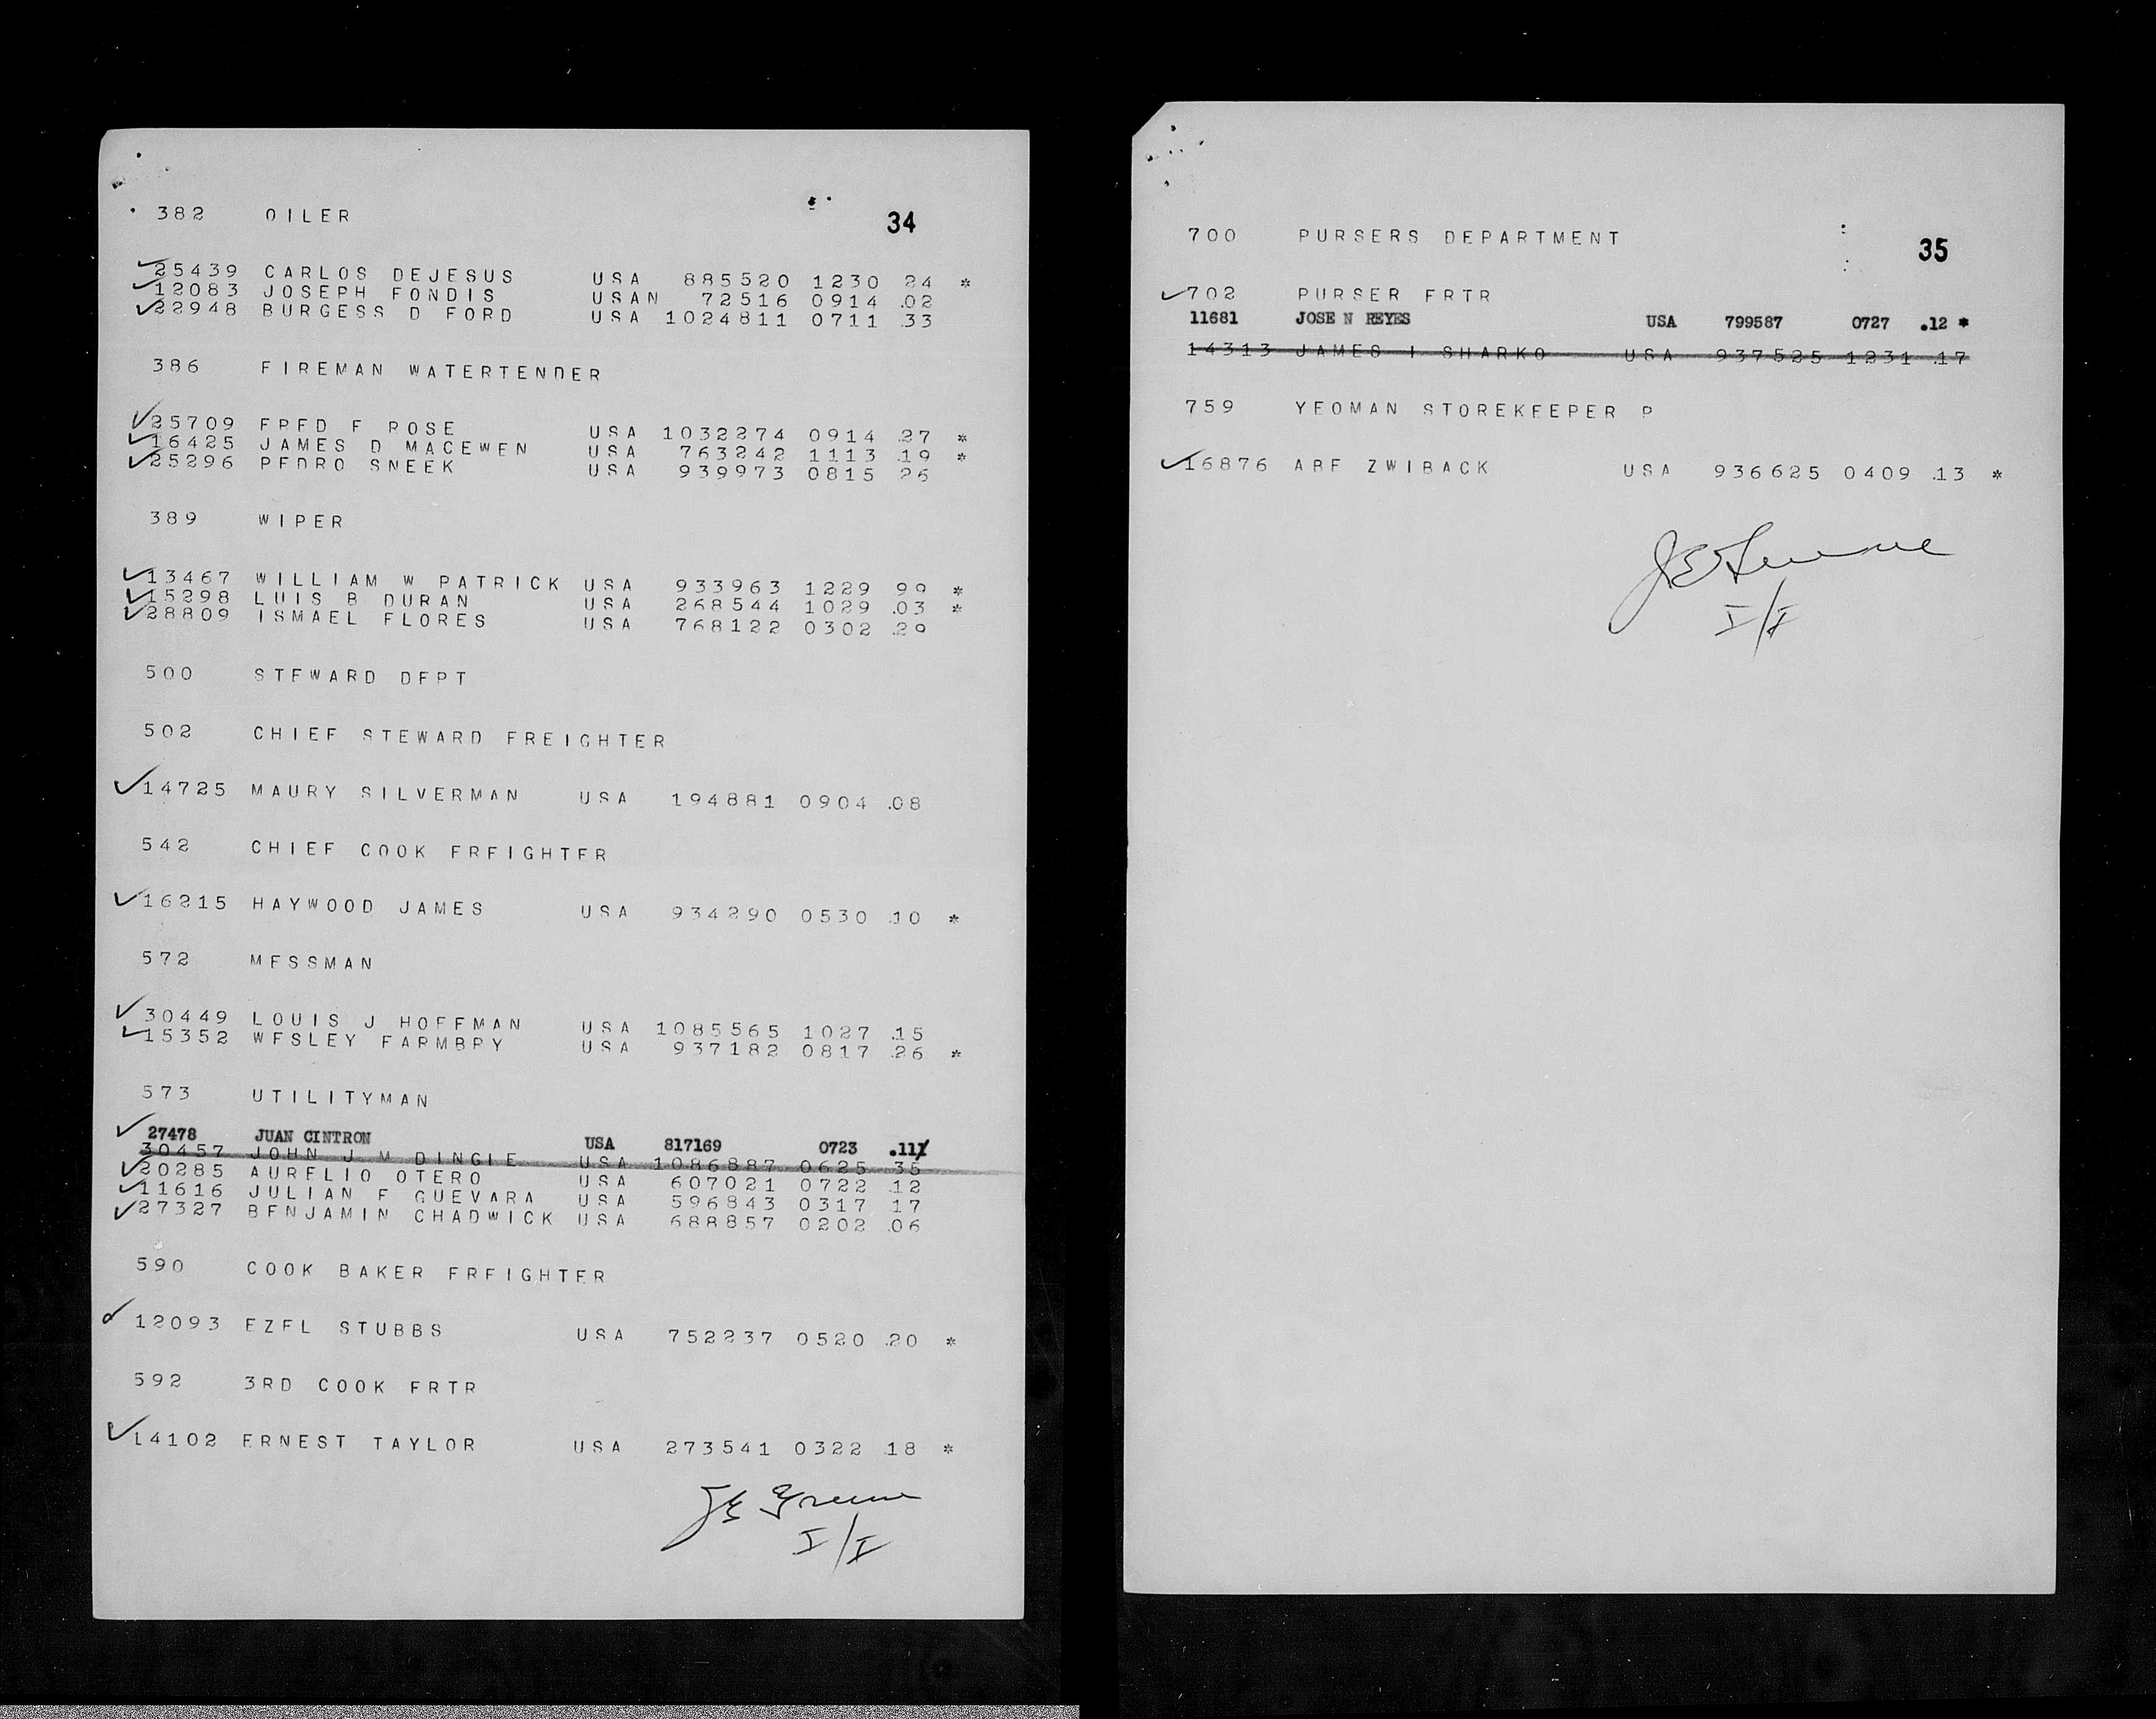 34
382 OILER
25439 CARLOS DEJESUS USA 885520 1230 24 *
12083 JOSEPH FONDIS USAN 72516 0914 .02
22948 BURGESS D FORD USA 1024811 0711 .33
386 FIREMAN WATERTENDER
25709 FRED F ROSE USA 1032274 0914 .27 *
16425 JAMES D MACEWEN USA 763242 1113 .19 *
25296 PEDRO SNEEK USA 939973 0815 26
389 WIPER
13467 WILLIAM W PATRICK USA 933963 1229 99 *
15298 LUIS B DURAN USA 268544 1029 .03 *
28809 ISMAEL FLORES USA 768122 0302 .29
500 STEWARD DEPT
502 CHIEF STEWARD FREIGHTER
14725 MAURY SILVERMAN USA 194881 0904 .08
542 CHIEF COOK FREIGHTER
16215 HAYWOOD JAMES USA 934290 0530 .10 *
572 MESSMAN
30449 LOUIS J HOFFMAN USA 1085565 1027 .15
15352 WESLEY FARMBRY USA 937182 0817 .26 *
573 UTILITYMAN
27478 JUAN CINTRON USA 817169 0723 .11
30457 JOHN J M DINGLE USA 1086887 0625 35
20285 AURELIO OTERO USA 607021 0722 12
11616 JULIAN F GUEVARA USA 596843 0317 17
27327 BENJAMIN CHADWICK USA 688857 0202 .06
590 COOK BAKER FREIGHTER
12093 EZEL STUBBS USA 752237 0520 .20 *
592 3RD COOK FRTR
14102 ERNEST TAYLOR USA 273541 0322 18 *
JE Greene
I/I
35
700 PURSERS DEPARTMENT
702 PURSER FRTR
11681 JOSE N REYES USA 799587 0727 .12 *
14313 JAMES I SHARKO USA 937525 1231 .17
759 YEOMAN STOREKEEPER P
16876 ABE ZWIBACK USA 936625 0409 .13 *
JE Greene
I/I